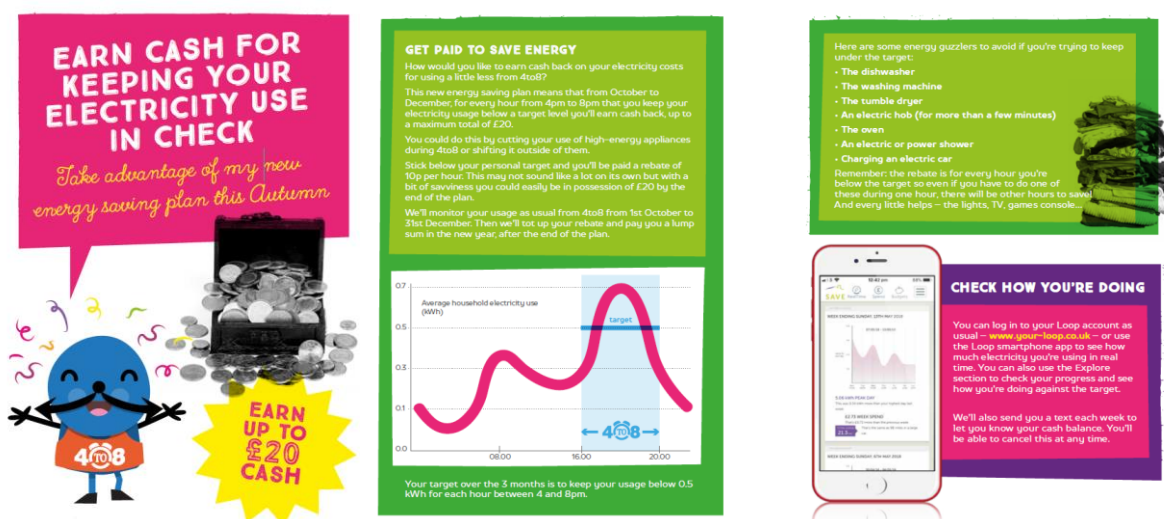 EARN CASH FOR
KEEPING YOUR
ELECTRICITY USE
IN CHECK
Take advantage of my new
energy saving plan this Autumn
EARN
UP TO
£20
CASH
4TO8
GET PAID TO SAVE ENERGY
How would you like to earn cash back on your electricity costs
for using a little less from 4to8?
This new energy saving plan means that from October to
December, for every hour from 4pm to 8pm that you keep your
electricity usage below a target level you'll earn cash back, up to
a maximum total of £20.
You could do this by cutting your use of high-energy appliances
during 4to8 or shifting it outside of them.
Stick below your personal target and you'll be paid a rebate of
10p per hour. This may not sound like a lot on its own but with a
bit of savviness you could easily be in possession of £20 by the
end of the plan.
We'll monitor your usage as usual from 4to8 from 1st October to
31st December. Then we'll tot up your rebate and pay you a lump
sum in the new year, after the end of the plan.
Average household electricity use
(kWh)
0.7
0.5
0.3
0.1
0.0
target
4TO8
08.00
16.00
20.00
Your target over the 3 months is to keep your usage below 0.5
kWh for each hour between 4 and 8pm.
Here are some energy guzzlers to avoid if you're trying to keep
under the target:
• The dishwasher
• The washing machine
• The tumble dryer
• An electric hob (for more than a few minutes)
• The oven
• An electric or power shower
• Charging an electric car
Remember: the rebate is for every hour you're
below the target so even if you have to do one of
these during one hour, there will be other hours to save!
And every little helps – the lights, TV, games console...
SAVE
WEEK ENDING SUNDAY,
PEAK DAY
WEEK SPEND
WEEK ENDING SUNDAY
CHECK HOW YOU'RE DOING
You can log in to your Loop account as
usual – www.your-loop.co.uk – or use
the Loop smartphone app to see how
much electricity you're using in real
time. You can also use the Explore
section to check your progress and see
how you're doing against the target.
We'll also send you a text each week to
let you know your cash balance. You'll
be able to cancel this at any time.